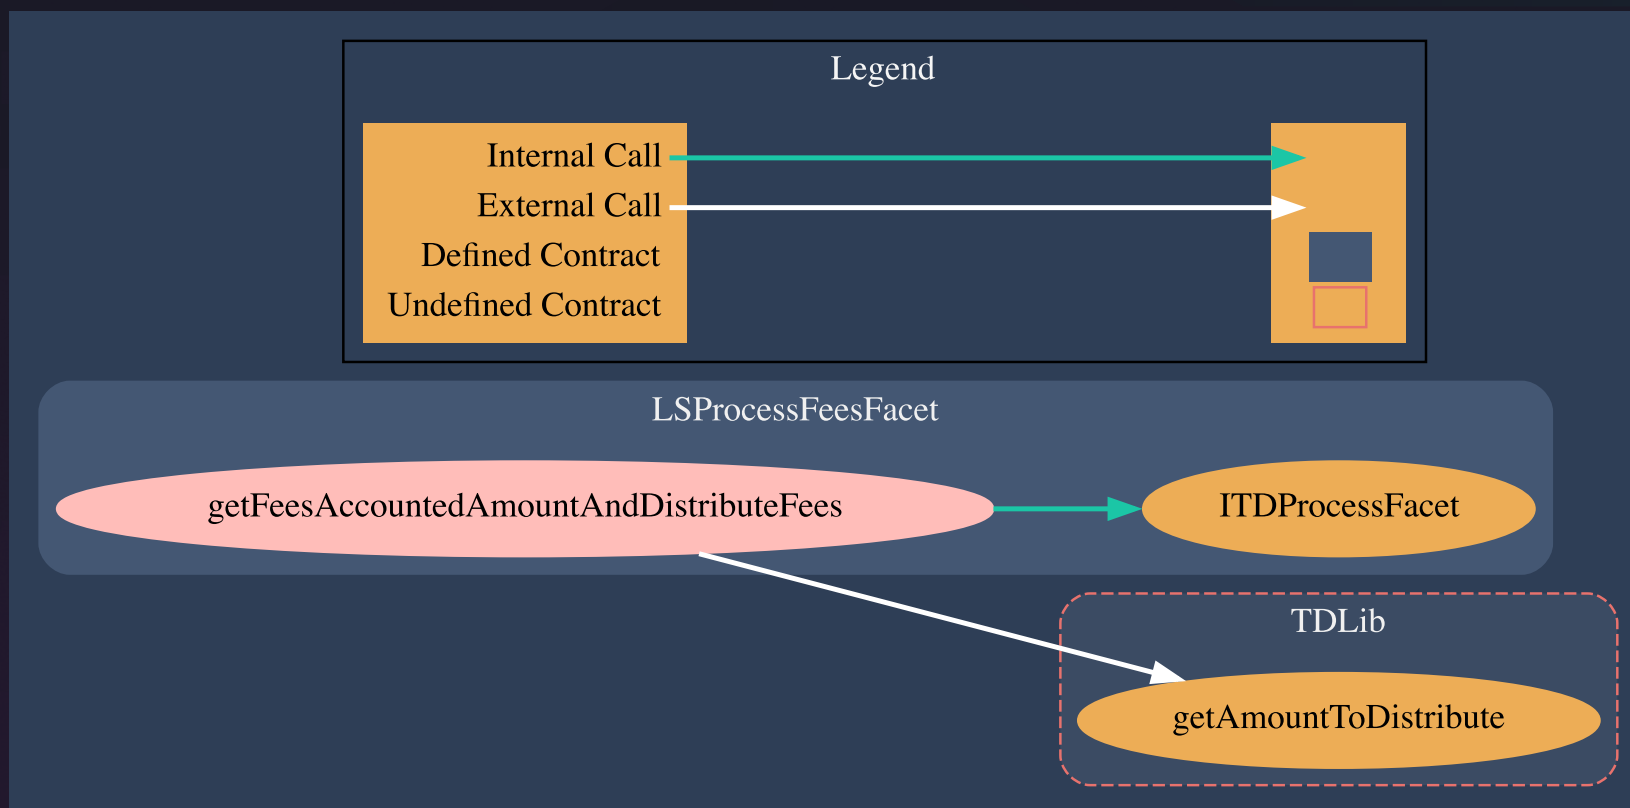 Legend
Internal Call
External Call
Defined Contract
Undefined Contract
LSProcessFeesFacet
getFeesAccountedAmountAndDistributeFees
ITDProcessFacet
TDLib
getAmountToDistribute